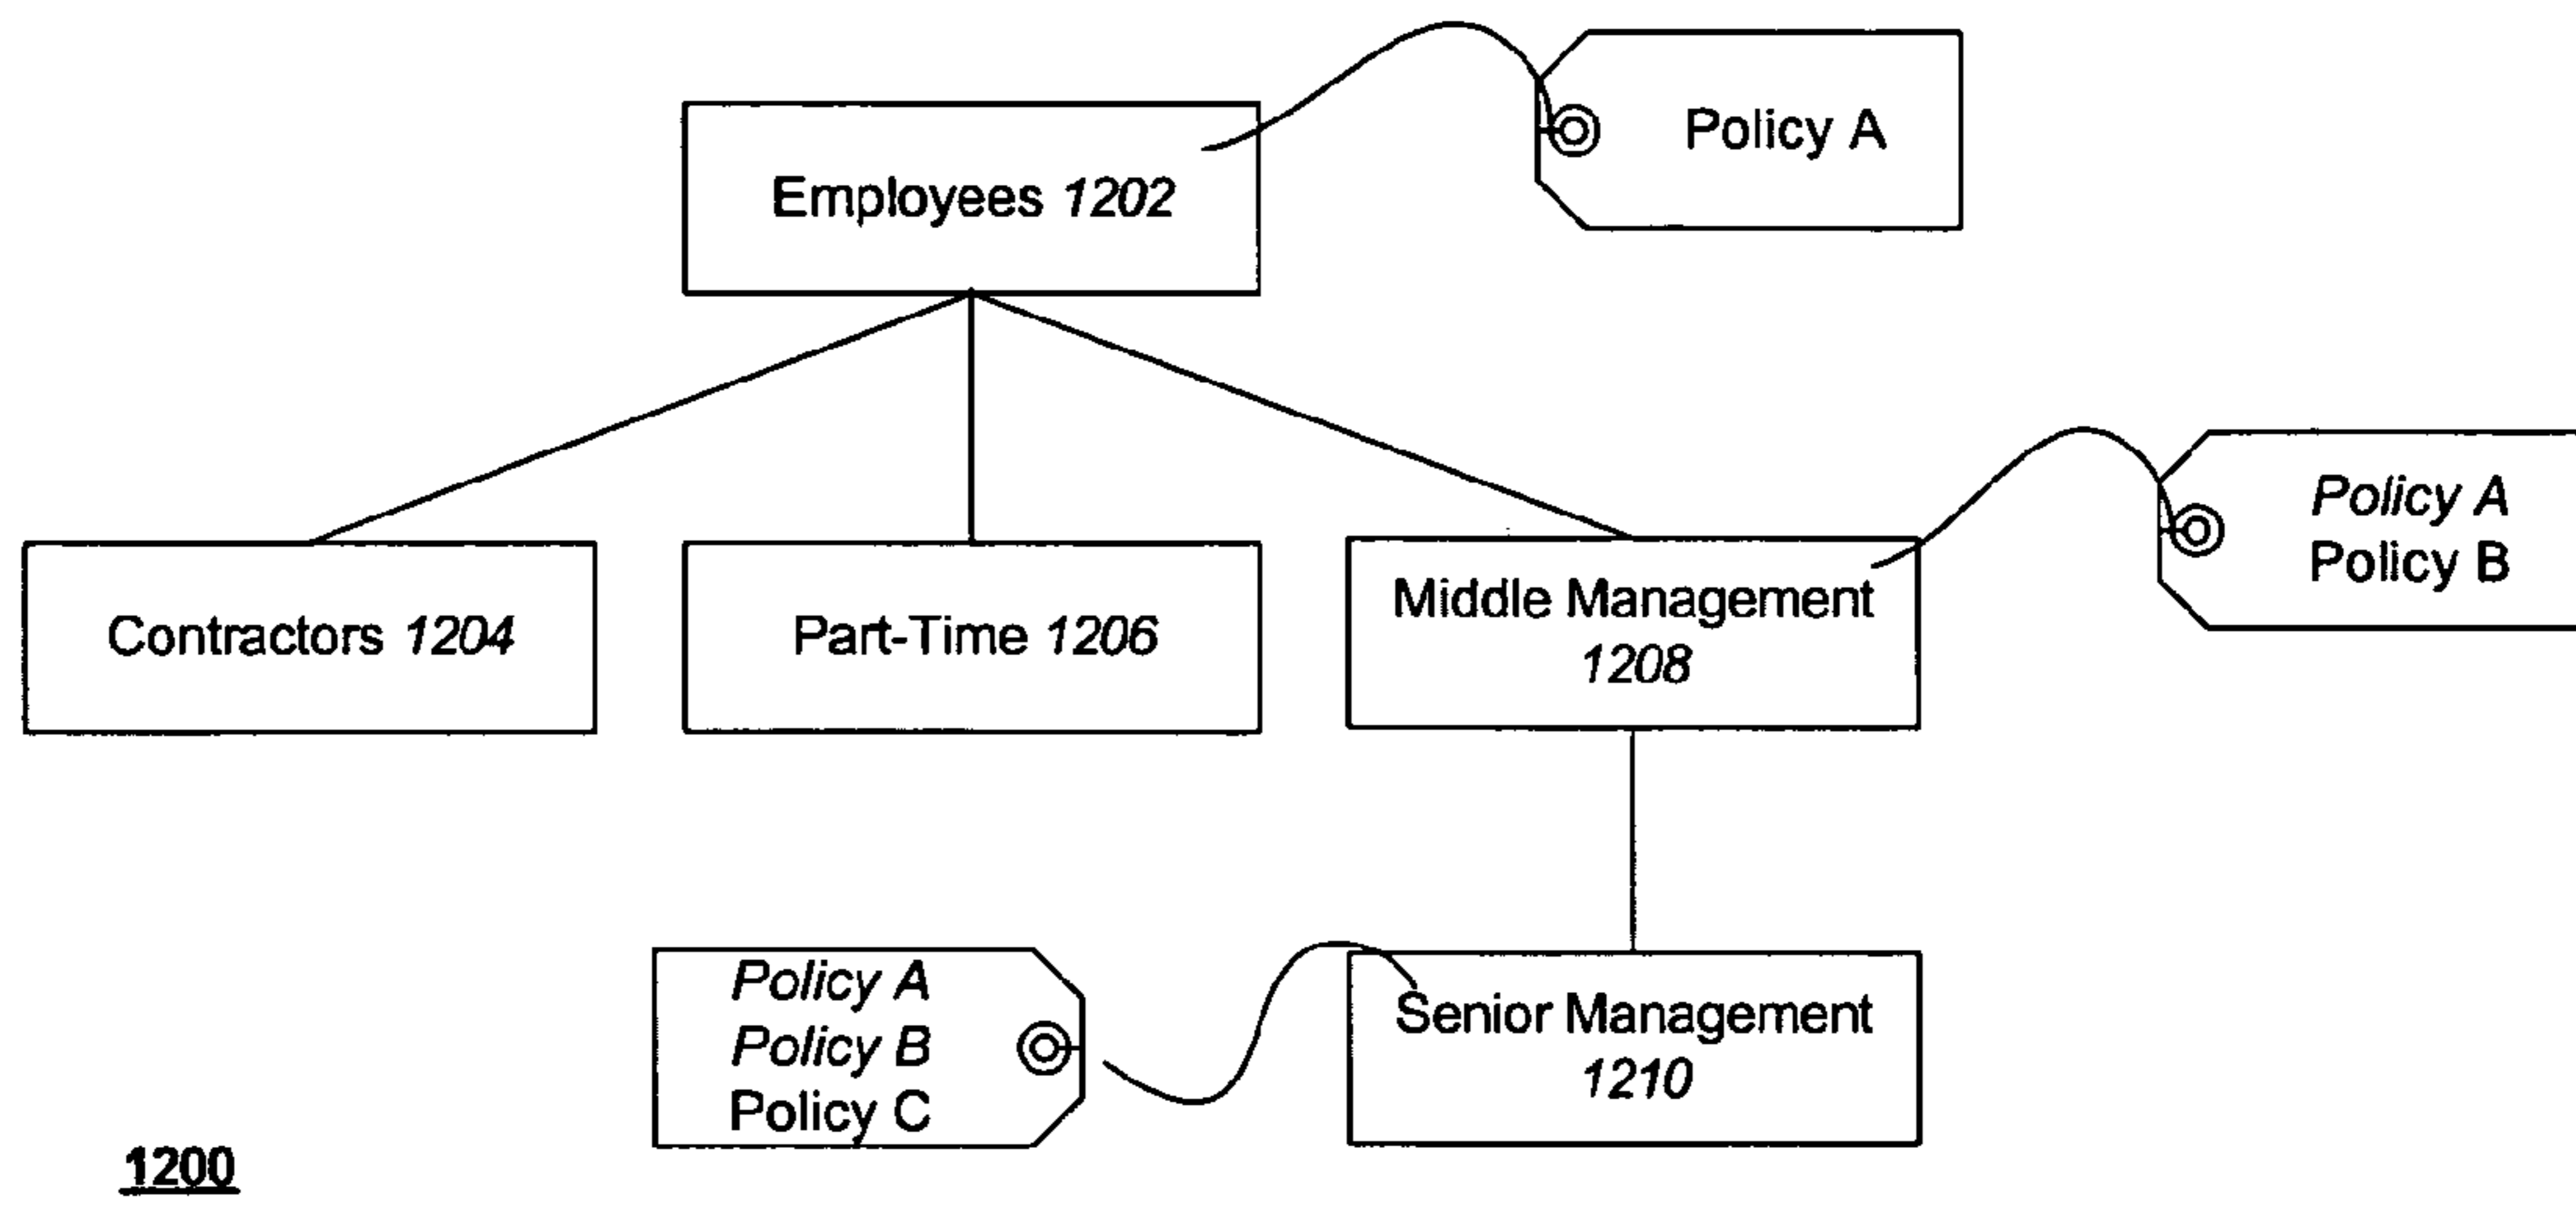 Policy A
Employees 1202
Policy A
Policy B
Contractors 1204
Part-Time 1206
Middle Management
1208
Policy A
Policy B
Policy C
Senior Management
1210
1200